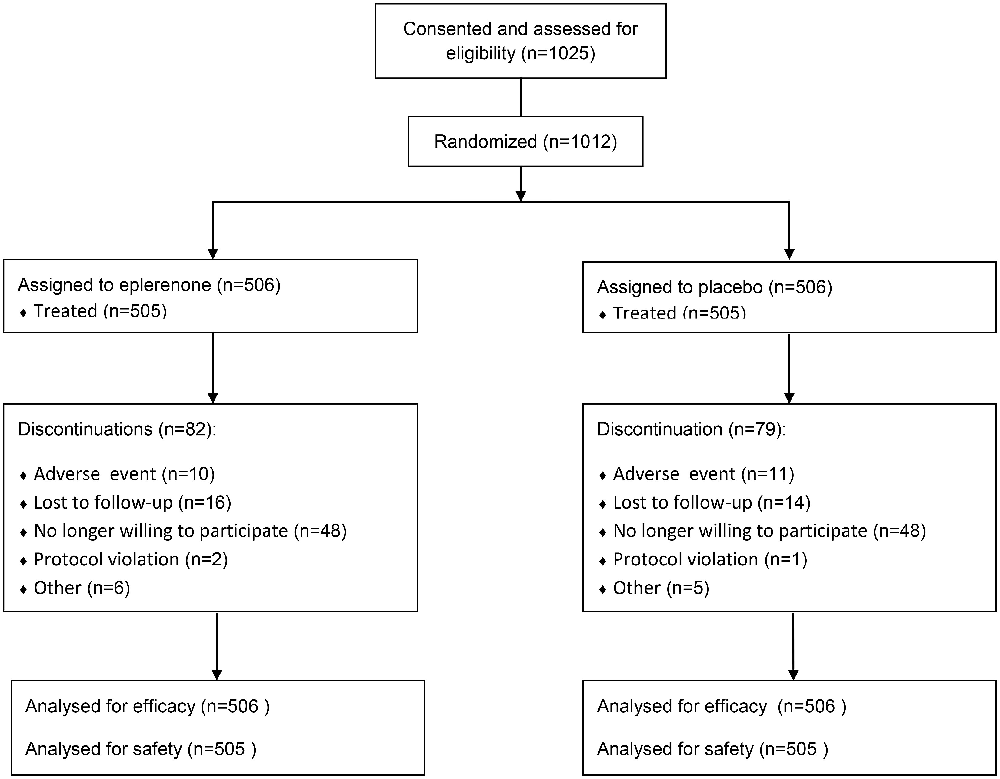 Consented and assessed for
eligibility (n=1025)
Randomized (n=1012)
Assigned to eplerenone (n=506)
♦ Treated (n=505)
Assigned to placebo (n=506)
♦ Treated (n=505)
Discontinuations (n=82):
♦ Adverse  event (n=10)
♦ Lost to follow-up (n=16)
♦ No longer willing to participate (n=48)
♦ Protocol violation (n=2)
♦ Other (n=6)
Discontinuation (n=79):
♦ Adverse  event (n=11)
♦ Lost to follow-up (n=14)
♦ No longer willing to participate (n=48)
♦ Protocol violation (n=1)
♦ Other (n=5)
Analysed for efficacy (n=506 )
Analysed for safety (n=505 )
Analysed for efficacy  (n=506 )
Analysed for safety (n=505 )